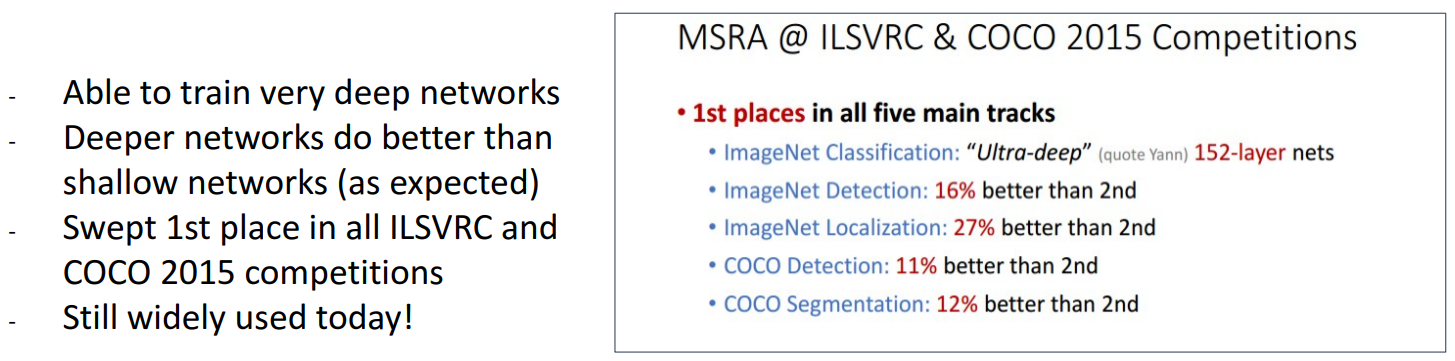 - Able to train very deep networks
- Deeper networks do better than
shallow networks (as expected)
- Swept 1st place in all ILSVRC and
COCO 2015 competitions
- Still widely used today!
MSRA @ ILSVRC & COCO 2015 Competitions
• 1st places in all five main tracks
• ImageNet Classification: “Ultra-deep” (quote Yann) 152-layer nets
• ImageNet Detection: 16% better than 2nd
• ImageNet Localization: 27% better than 2nd
• COCO Detection: 11% better than 2nd
• COCO Segmentation: 12% better than 2nd